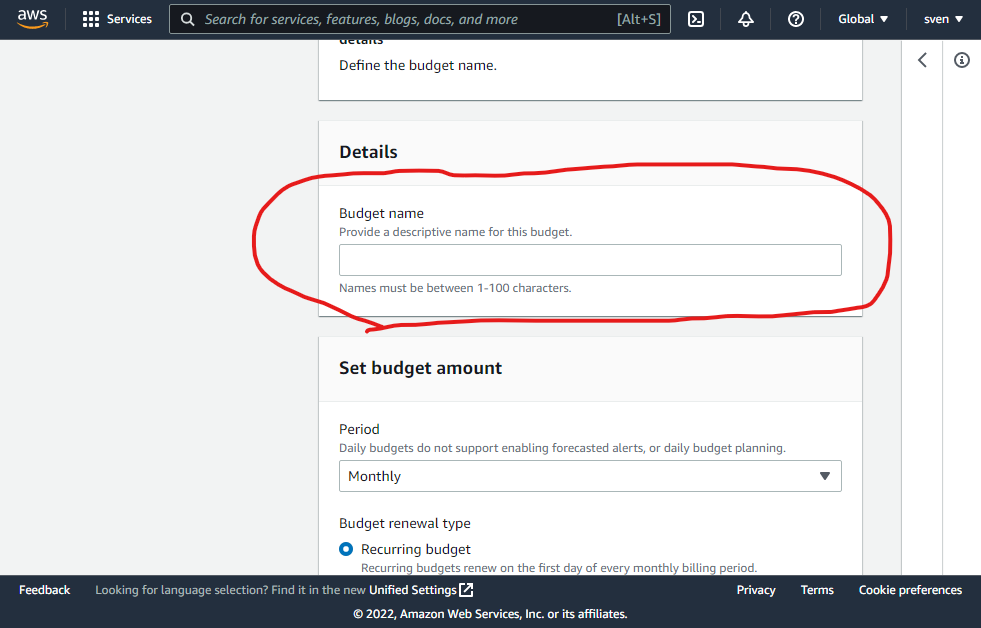 aws
Services
Search for services, features, blogs, docs, and more [Alt+S]
Global
sven
details
Define the budget name.
Details
Budget name
Provide a descriptive name for this budget.
Names must be between 1-100 characters.
Set budget amount
Period
Daily budgets do not support enabling forecasted alerts, or daily budget planning.
Monthly
Budget renewal type
Recurring budget
Recurring budgets renew on the first day of every monthly billing period.
Feedback Looking for language selection? Find it in the new Unified Settings Privacy Terms Cookie preferences
© 2022, Amazon Web Services, Inc. or its affiliates.